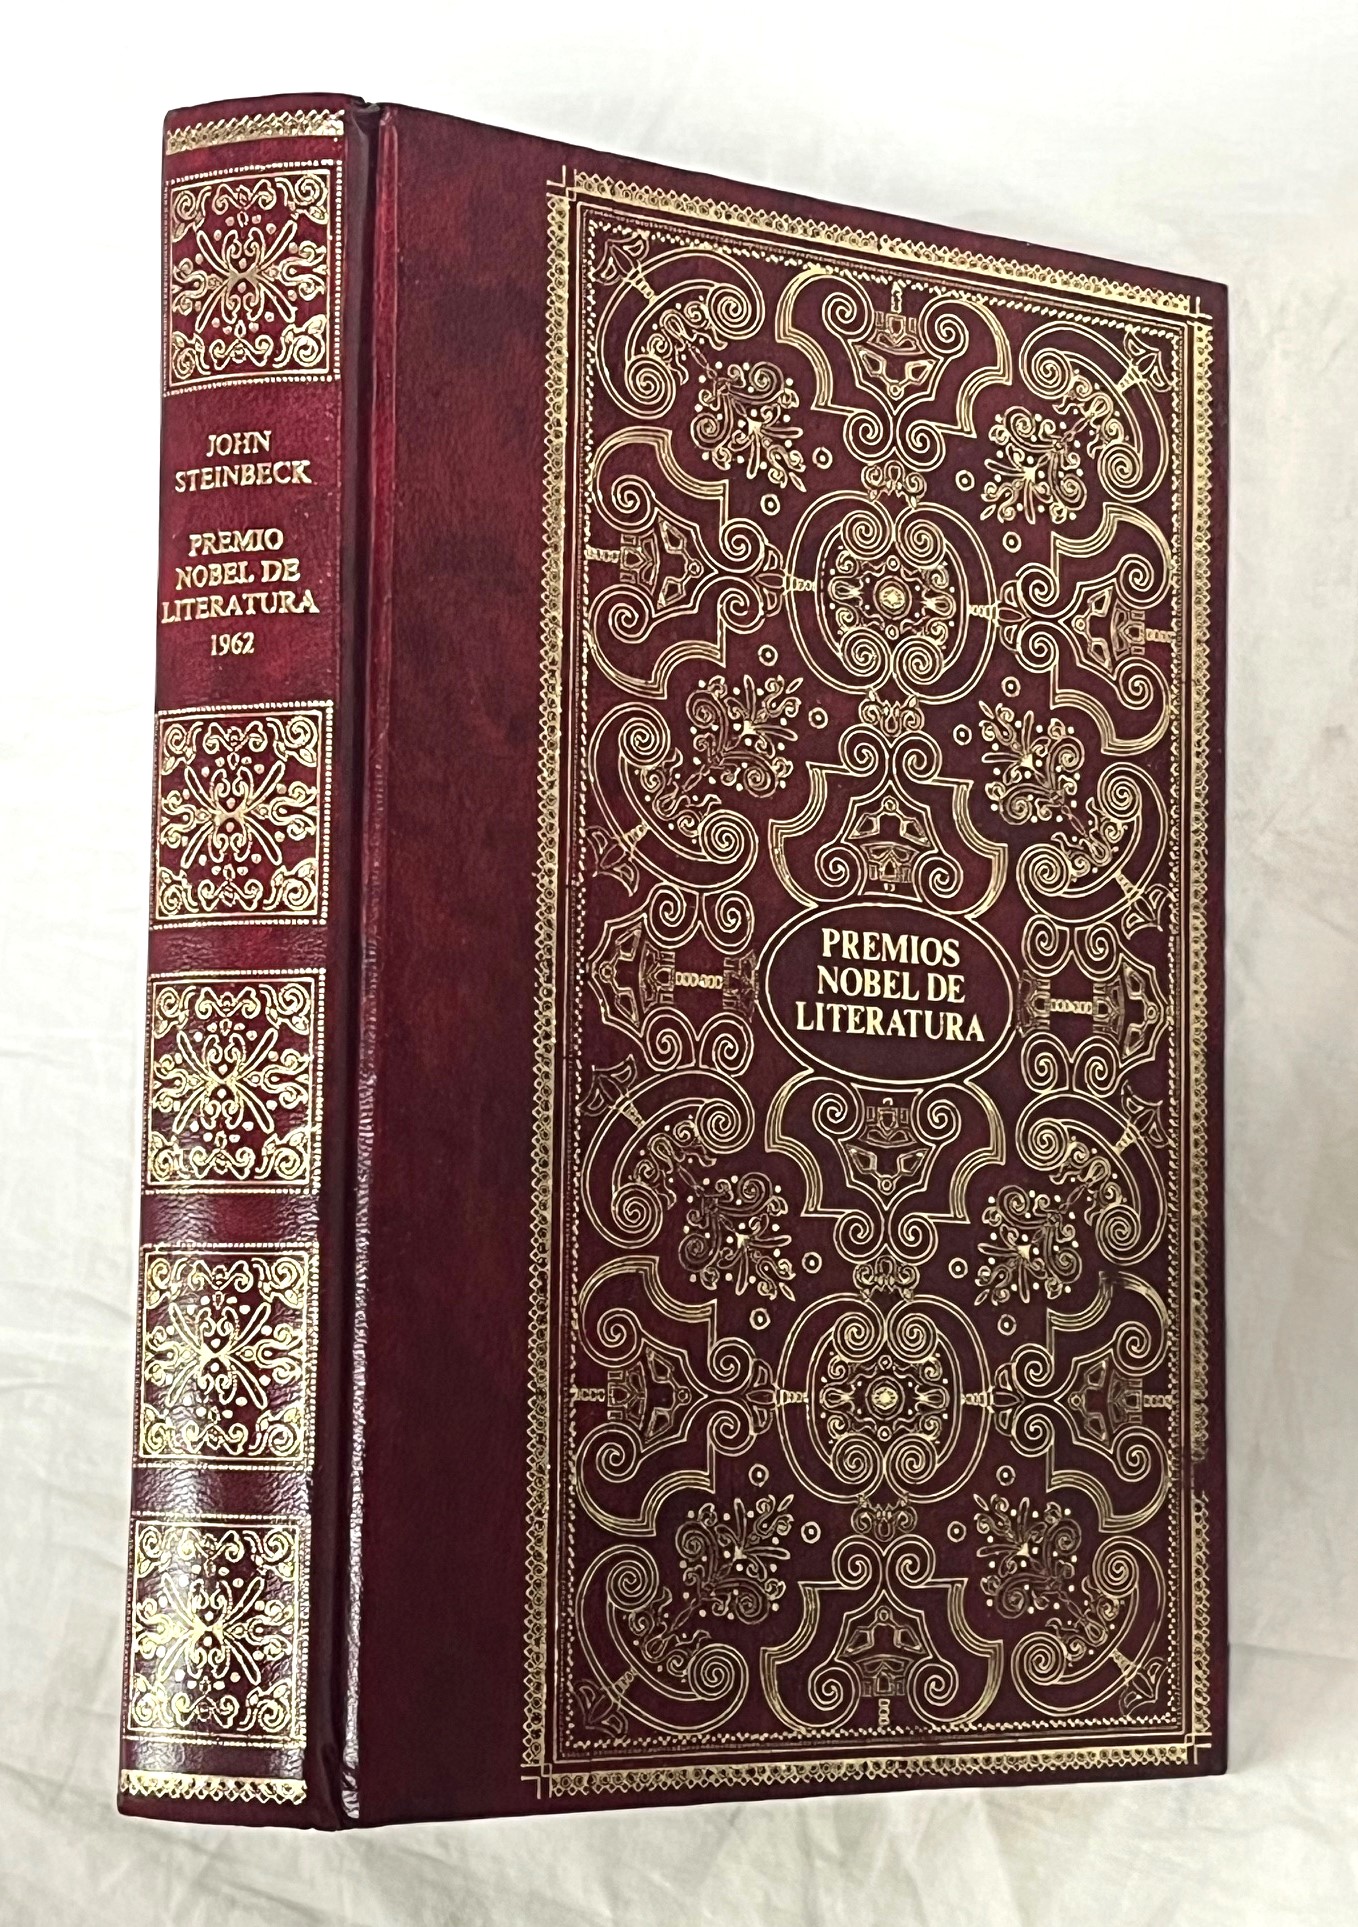 JOHN
STEINBECK
PREMIO
NOBEL DE
LITERATURA
1962
PREMIOS
NOBEL DE
LITERATURA